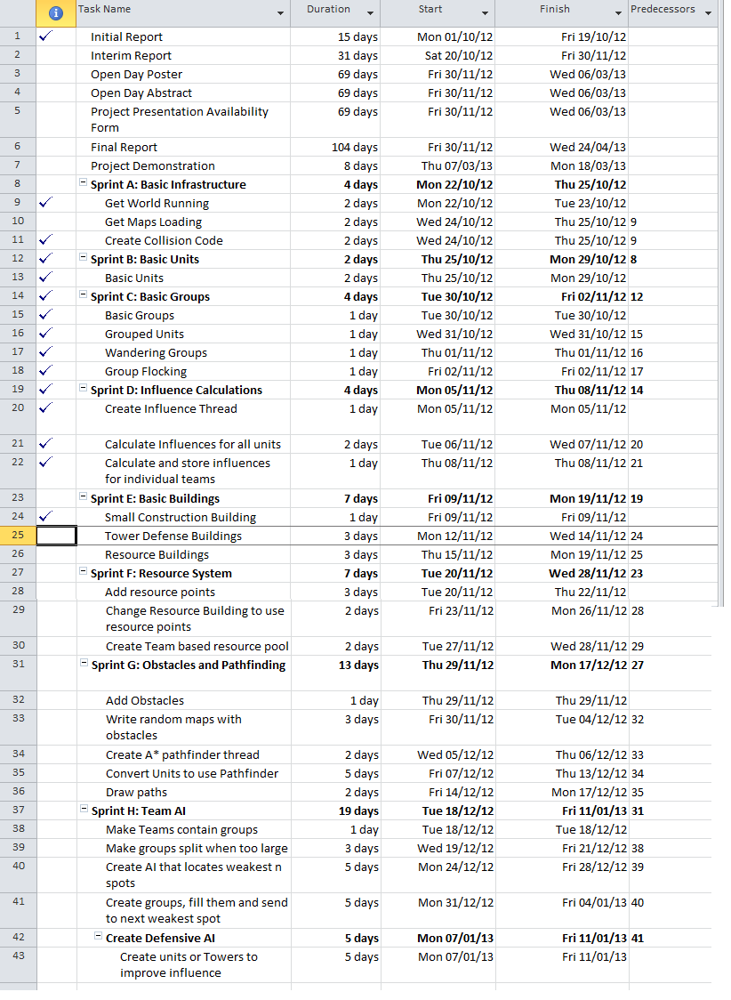 Task Name Duration Start Finish Predecessors
1 Initial Report 15 days Mon 01/10/12 Fri 19/10/12
2 Interim Report 31 days Sat 20/10/12 Fri 30/11/12
3 Open Day Poster 69 days Fri 30/11/12 Wed 06/03/13
4 Open Day Abstract 69 days Fri 30/11/12 Wed 06/03/13
5 Project Presentation Availability 69 days Fri 30/11/12 Wed 06/03/13
Form
6 Final Report 104 days Fri 30/11/12 Wed 24/04/13
7 Project Demonstration 8 days Thu 07/03/13 Mon 18/03/13
8 Sprint A: Basic Infrastructure 4 days Mon 22/10/12 Thu 25/10/12
9 Get World Running 2 days Mon 22/10/12 Tue 23/10/12
10 Get Maps Loading 2 days Wed 24/10/12 Thu 25/10/12 9
11 Create Collision Code 2 days Wed 24/10/12 Thu 25/10/12 9
12 Sprint B: Basic Units 2 days Thu 25/10/12 Mon 29/10/12 8
13 Basic Units 2 days Thu 25/10/12 Mon 29/10/12
14 Sprint C: Basic Groups 4 days Tue 30/10/12 Fri 02/11/12 12
15 Basic Groups 1 day Tue 30/10/12 Tue 30/10/12
16 Grouped Units 1 day Wed 31/10/12 Wed 31/10/12 15
17 Wandering Groups 1 day Thu 01/11/12 Thu 01/11/12 16
18 Group Flocking 1 day Fri 02/11/12 Fri 02/11/12 17
19 Sprint D: Influence Calculations 4 days Mon 05/11/12 Thu 08/11/12 14
20 Create Influence Thread 1 day Mon 05/11/12 Mon 05/11/12
21 Calculate Influences for all units 2 days Tue 06/11/12 Wed 07/11/12 20
22 Calculate and store influences 1 day Thu 08/11/12 Thu 08/11/12 21
for individual teams
23 Sprint E: Basic Buildings 7 days Fri 09/11/12 Mon 19/11/12 19
24 Small Construction Building 1 day Fri 09/11/12 Fri 09/11/12
25 Tower Defense Buildings 3 days Mon 12/11/12 Wed 14/11/12 24
26 Resource Buildings 3 days Thu 15/11/12 Mon 19/11/12 25
27 Sprint F: Resource System 7 days Tue 20/11/12 Wed 28/11/12 23
28 Add resource points 3 days Tue 20/11/12 Thu 22/11/12
29 Change Resource Building to use 2 days Fri 23/11/12 Mon 26/11/12 28
resource points
30 Create Team based resource pool 2 days Tue 27/11/12 Wed 28/11/12 29
31 Sprint G: Obstacles and Pathfinding 13 days Thu 29/11/12 Mon 17/12/12 27
32 Add Obstacles 1 day Thu 29/11/12 Thu 29/11/12
33 Write random maps with 3 days Fri 30/11/12 Tue 04/12/12 32
obstacles
34 Create A* pathfinder thread 2 days Wed 05/12/12 Thu 06/12/12 33
35 Convert Units to use Pathfinder 5 days Fri 07/12/12 Thu 13/12/12 34
36 Draw paths 2 days Fri 14/12/12 Mon 17/12/12 35
37 Sprint H: Team AI 19 days Tue 18/12/12 Fri 11/01/13 31
38 Make Teams contain groups 1 day Tue 18/12/12 Tue 18/12/12
39 Make groups split when too large 3 days Wed 19/12/12 Fri 21/12/12 38
40 Create AI that locates weakest n 5 days Mon 24/12/12 Fri 28/12/12 39
spots
41 Create groups, fill them and send 5 days Mon 31/12/12 Fri 04/01/13 40
to next weakest spot
42 Create Defensive AI 5 days Mon 07/01/13 Fri 11/01/13 41
43 Create units or Towers to 5 days Mon 07/01/13 Fri 11/01/13
improve influence